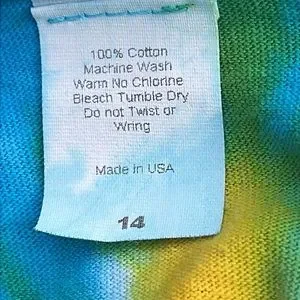 100% Cotton
Machine Wash
Warm No Chlorine
Bleach Tumble Dry
Do not Twist or
Wring
Made in USA
14